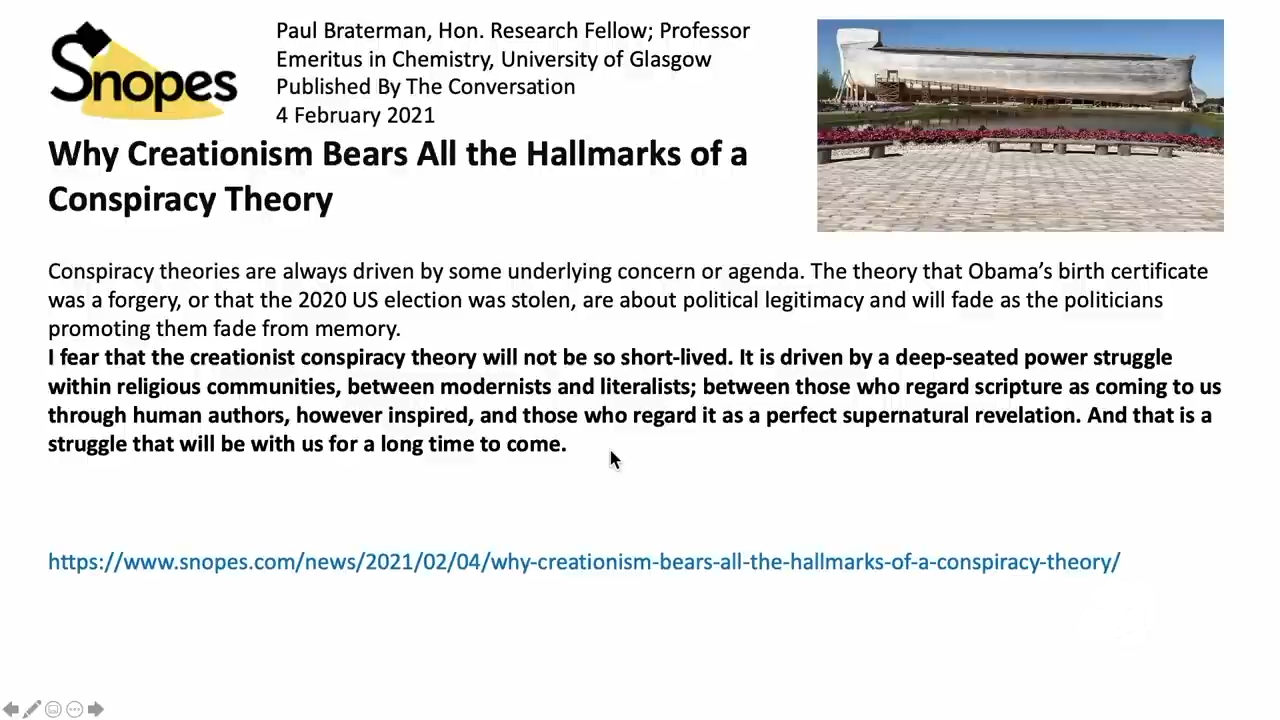 Snopes
Paul Braterman, Hon. Research Fellow; Professor
Emeritus in Chemistry, University of Glasgow
Published By The Conversation
4 February 2021
Why Creationism Bears All the Hallmarks of a
Conspiracy Theory
Conspiracy theories are always driven by some underlying concern or agenda. The theory that Obama’s birth certificate
was a forgery, or that the 2020 US election was stolen, are about political legitimacy and will fade as the politicians
promoting them fade from memory.
I fear that the creationist conspiracy theory will not be so short-lived. It is driven by a deep-seated power struggle
within religious communities, between modernists and literalists; between those who regard scripture as coming to us
through human authors, however inspired, and those who regard it as a perfect supernatural revelation. And that is a
struggle that will be with us for a long time to come.
https://www.snopes.com/news/2021/02/04/why-creationism-bears-all-the-hallmarks-of-a-conspiracy-theory/